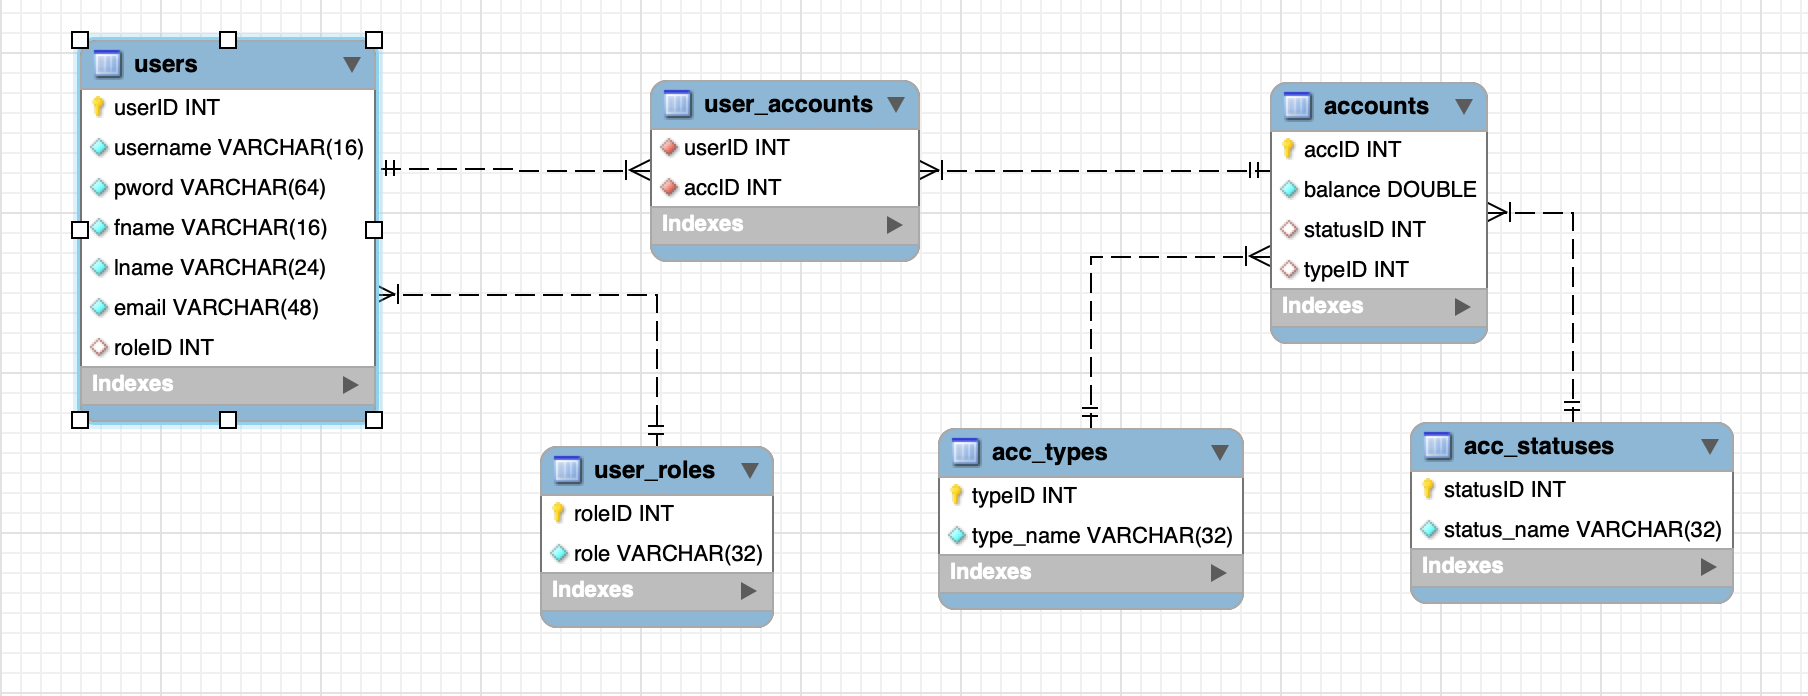 users
userID INT
username VARCHAR(16)
pword VARCHAR(64)
fname VARCHAR(16)
lname VARCHAR(24)
email VARCHAR(48)
roleID INT
Indexes
user_accounts
userID INT
accID INT
Indexes
accounts
accID INT
balance DOUBLE
statusID INT
typeID INT
Indexes
user_roles
roleID INT
role VARCHAR(32)
Indexes
acc_types
typeID INT
type_name VARCHAR(32)
Indexes
acc_statuses
statusID INT
status_name VARCHAR(32)
Indexes